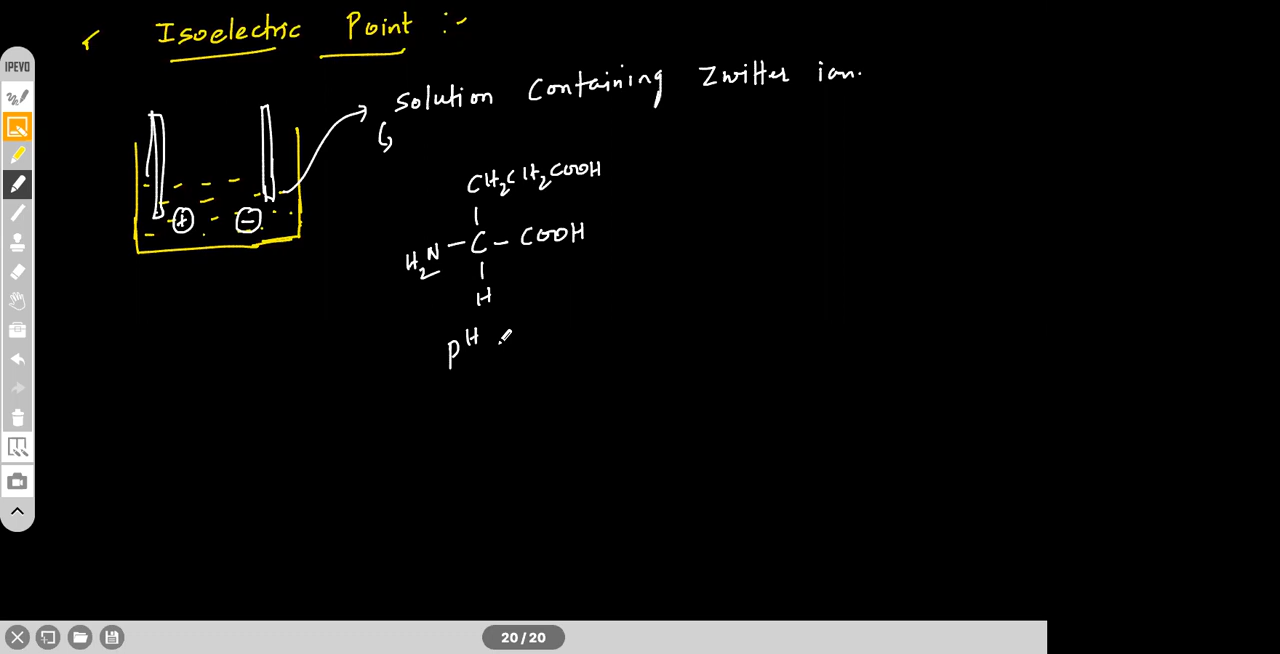 Isoelectric Point :-
IPEVO
Solution Containing Zwitter ion.
CH2CH2COOH
H2N - C - COOH
H
+ -
pH
20/20